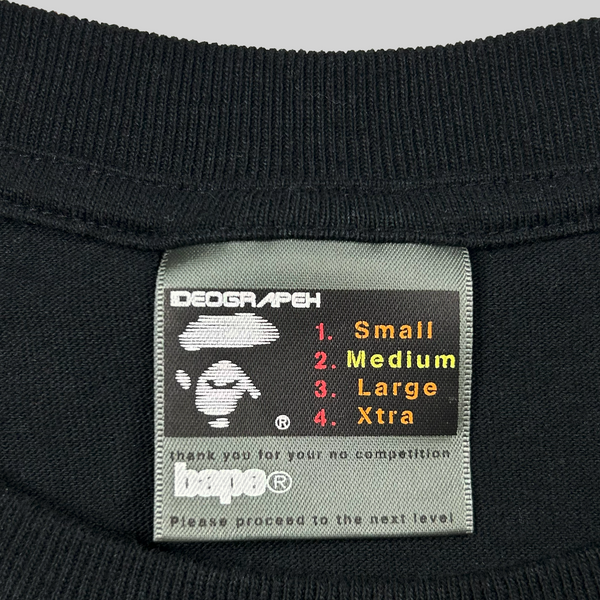 IDEOGRAPEH
1. Small
2. Medium
3. Large
4. Xtra
®
thank you for your no competition
bape®
Please proceed to the next level